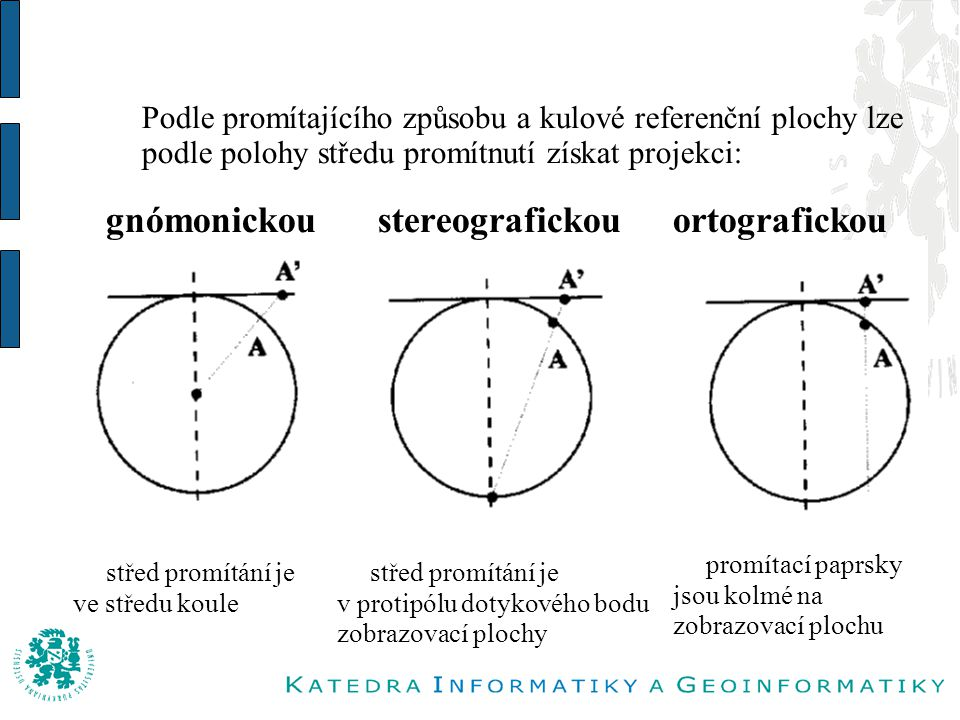 Podle promítajícího způsobu a kulové referenční plochy lze
podle polohy středu promítnutí získat projekci:
gnómonickou stereografickou ortografickou
A' A' A'
A A A
střed promítání je
ve středu koule
střed promítání je
v protipólu dotykového bodu
zobrazovací plochy
promítací paprsky
jsou kolmé na
zobrazovací plochu
KATEDRA INFORMATIKY A GEOINFORMATIKY